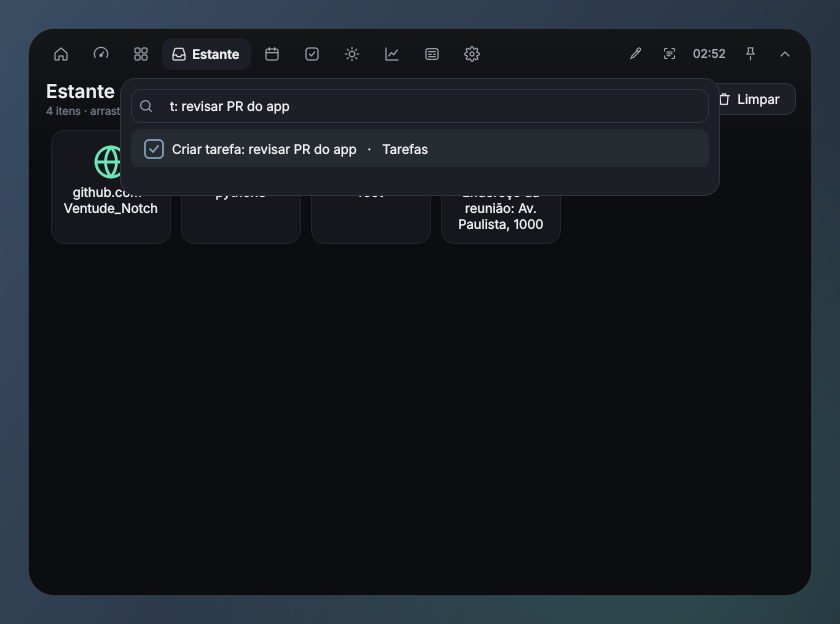 Estante
02:52
Estante
4 itens · arrast
t: revisar PR do app
Limpar
Criar tarefa: revisar PR do app · Tarefas
github.co
Ventude_Notch
reunião: Av.
Paulista, 1000